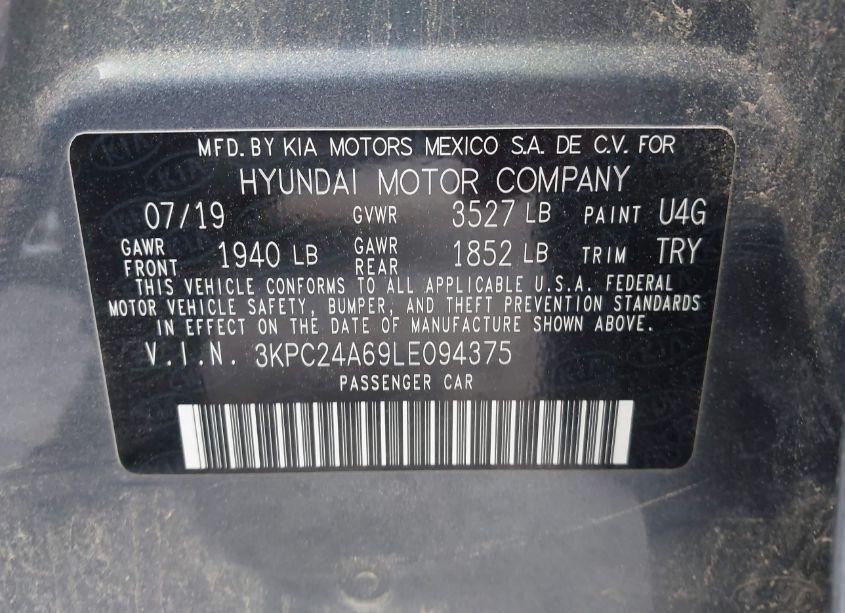 MFD. BY KIA MOTORS MEXICO S.A. DE C.V. FOR
HYUNDAI MOTOR COMPANY
07/19 GVWR 3527 LB PAINT U4G
GAWR FRONT 1940 LB GAWR REAR 1852 LB TRIM TRY
THIS VEHICLE CONFORMS TO ALL APPLICABLE U.S.A. FEDERAL
MOTOR VEHICLE SAFETY, BUMPER, AND THEFT PREVENTION STANDARDS
IN EFFECT ON THE DATE OF MANUFACTURE SHOWN ABOVE.
V.I.N. 3KPC24A69LE094375
PASSENGER CAR